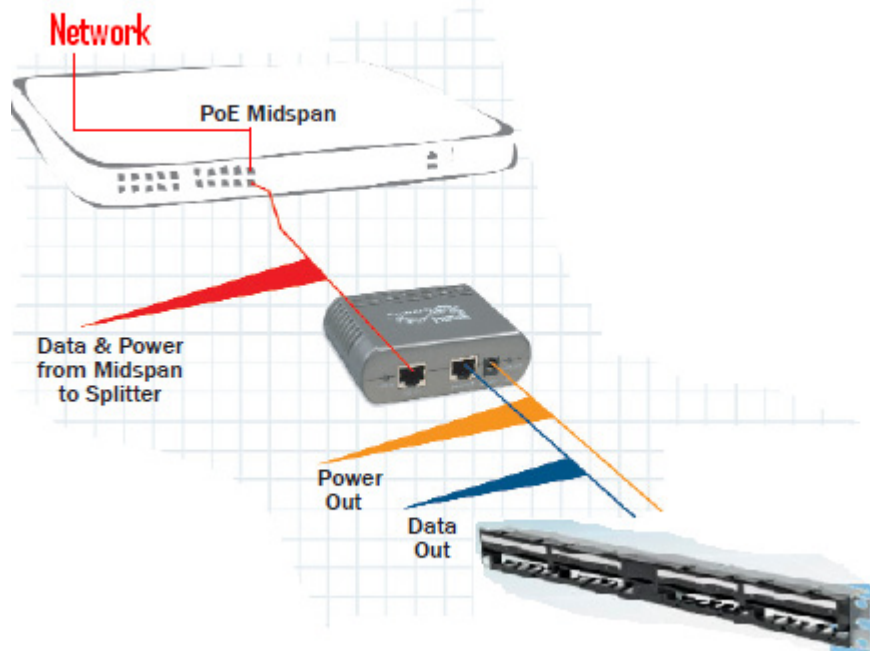 Network
PoE Midspan
Data & Power
from Midspan
to Splitter
Power
Out
Data
Out